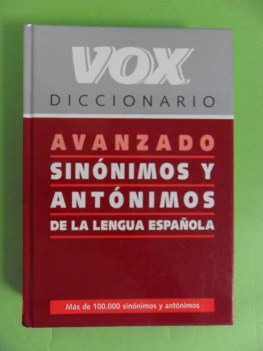 VOX
DICCIONARIO
AVANZADO
SINÓNIMOS Y
ANTÓNIMOS
DE LA LENGUA ESPAÑOLA
Más de 100.000 sinónimos y antónimos